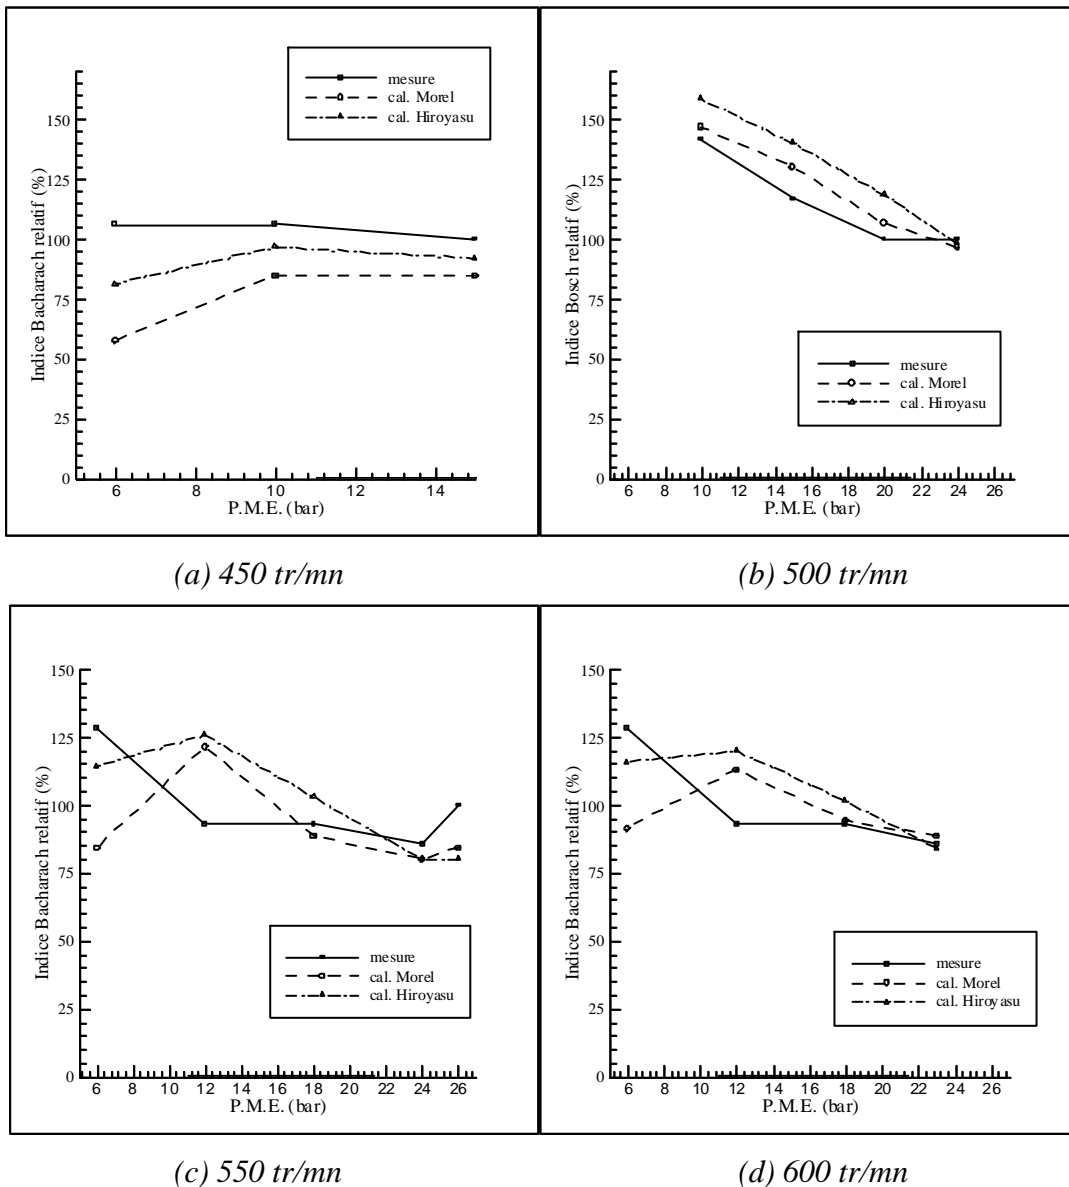 mesure
cal. Morel
cal. Hiroyasu
Indice Bacharach relatif (%)
150
125
100
75
50
25
0
6 8 10 12 14
P.M.E. (bar)
(a) 450 tr/mn
Indice Bosch relatif (%)
150
125
100
75
50
25
0
mesure
cal. Morel
cal. Hiroyasu
6 8 10 12 14 16 18 20 22 24 26
P.M.E. (bar)
(b) 500 tr/mn
Indice Bacharach relatif (%)
150
125
100
75
50
25
0
mesure
cal. Morel
cal. Hiroyasu
6 8 10 12 14 16 18 20 22 24 26
P.M.E. (bar)
(c) 550 tr/mn
Indice Bacharach relatif (%)
150
125
100
75
50
25
0
mesure
cal. Morel
cal. Hiroyasu
6 8 10 12 14 16 18 20 22 24 26
P.M.E. (bar)
(d) 600 tr/mn